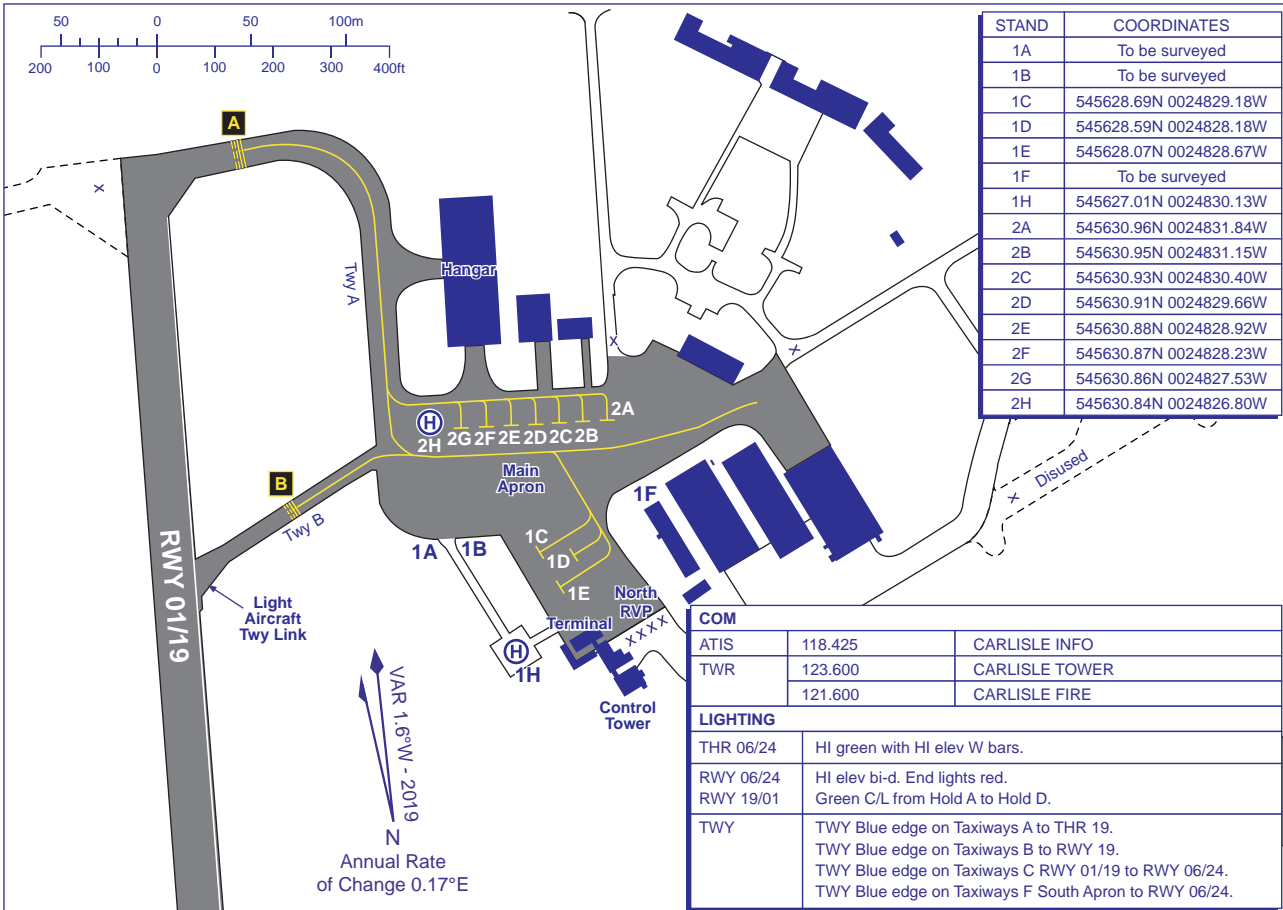 50 0 50 100m
200 100 0 100 200 300 400ft
A
x
Twy A
Hangar
x
x
H
2H 2G 2F 2E 2D 2C 2B 2A
Main
Apron
B
Twy B
1F
x Disused
1A 1B
1C
1D
1E
RWY 01/19
Light
Aircraft
Twy Link
North
RVP
Terminal
x x x x
H
1H
Control
Tower
VAR 1.6°W - 2019
N
Annual Rate
of Change 0.17°E
STAND COORDINATES
1A To be surveyed
1B To be surveyed
1C 545628.69N 0024829.18W
1D 545628.59N 0024828.18W
1E 545628.07N 0024828.67W
1F To be surveyed
1H 545627.01N 0024830.13W
2A 545630.96N 0024831.84W
2B 545630.95N 0024831.15W
2C 545630.93N 0024830.40W
2D 545630.91N 0024829.66W
2E 545630.88N 0024828.92W
2F 545630.87N 0024828.23W
2G 545630.86N 0024827.53W
2H 545630.84N 0024826.80W
COM
ATIS 118.425 CARLISLE INFO
TWR 123.600 CARLISLE TOWER
121.600 CARLISLE FIRE
LIGHTING
THR 06/24 HI green with HI elev W bars.
RWY 06/24 HI elev bi-d. End lights red.
RWY 19/01 Green C/L from Hold A to Hold D.
TWY TWY Blue edge on Taxiways A to THR 19.
TWY Blue edge on Taxiways B to RWY 19.
TWY Blue edge on Taxiways C RWY 01/19 to RWY 06/24.
TWY Blue edge on Taxiways F South Apron to RWY 06/24.